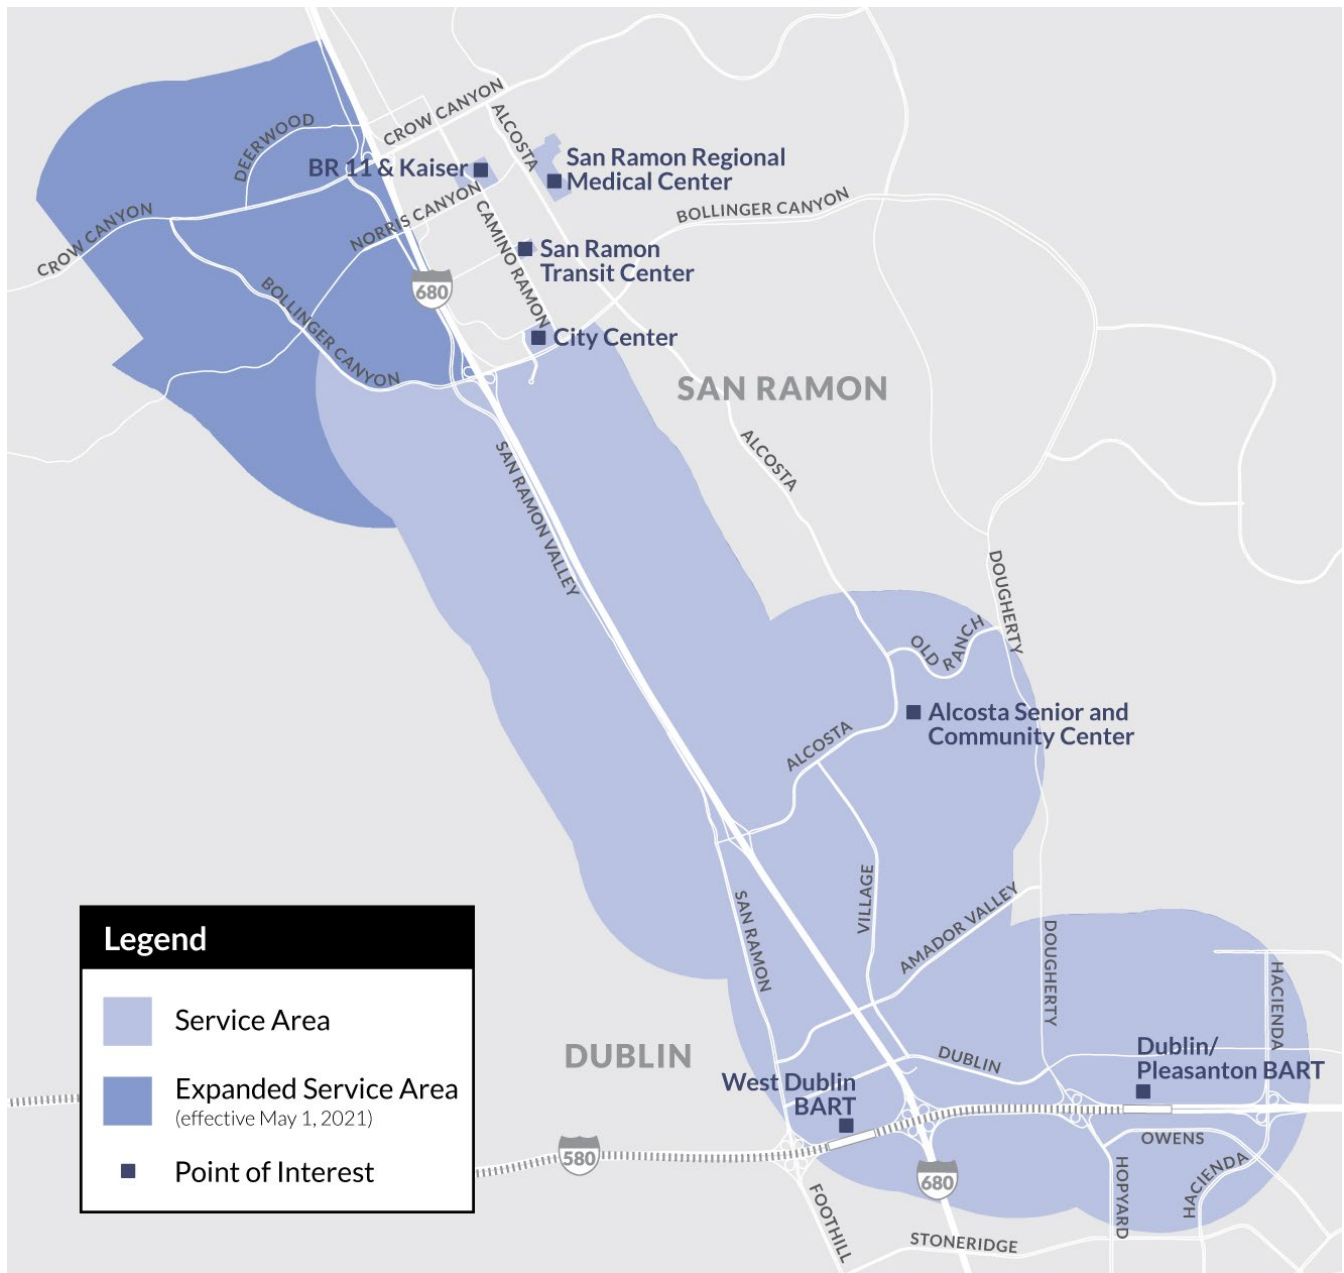 CROW CANYON
DEERWOOD
ALCOSTA
BR 11 & Kaiser
San Ramon Regional
Medical Center
CROW CANYON
NORRIS CANYON
CAMINO RAMON
BOLLINGER CANYON
San Ramon
Transit Center
680
BOLLINGER CANYON
City Center
SAN RAMON
SAN RAMON VALLEY
ALCOSTA
DOUGHERTY
OLD
RANCH
Alcosta Senior and
Community Center
ALCOSTA
VILLAGE
SAN RAMON
AMADOR VALLEY
DOUGHERTY
HACIENDA
DUBLIN
DUBLIN
Dublin/
Pleasanton BART
West Dublin
BART
OWENS
580
680
HOPYARD
HACIENDA
FOOTHILL
STONERIDGE
Legend
Service Area
Expanded Service Area
(effective May 1, 2021)
Point of Interest